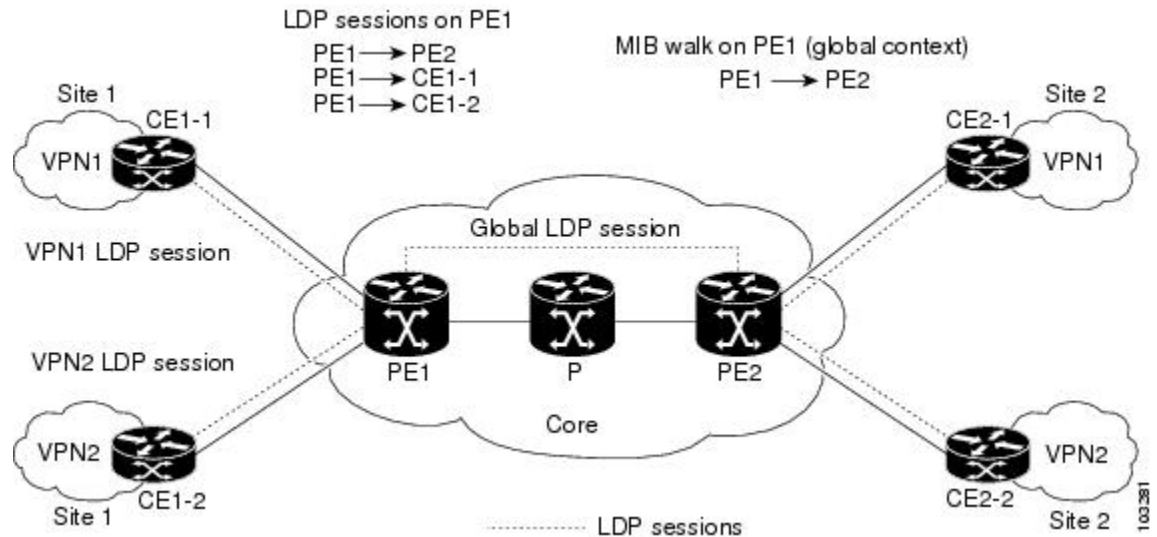 LDP sessions on PE1
PE1 → PE2
PE1 → CE1-1
PE1 → CE1-2
MIB walk on PE1 (global context)
PE1 → PE2
Site 1
CE1-1
VPN1
CE2-1
Site 2
VPN1
VPN1 LDP session
Global LDP session
VPN2 LDP session
PE1
P
PE2
Core
VPN2
CE1-2
Site 1
VPN2
CE2-2
Site 2
LDP sessions
103281